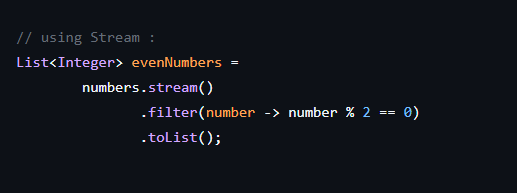 // using Stream :
List<Integer> evenNumbers =
numbers.stream()
.filter(number -> number % 2 == 0)
.toList();